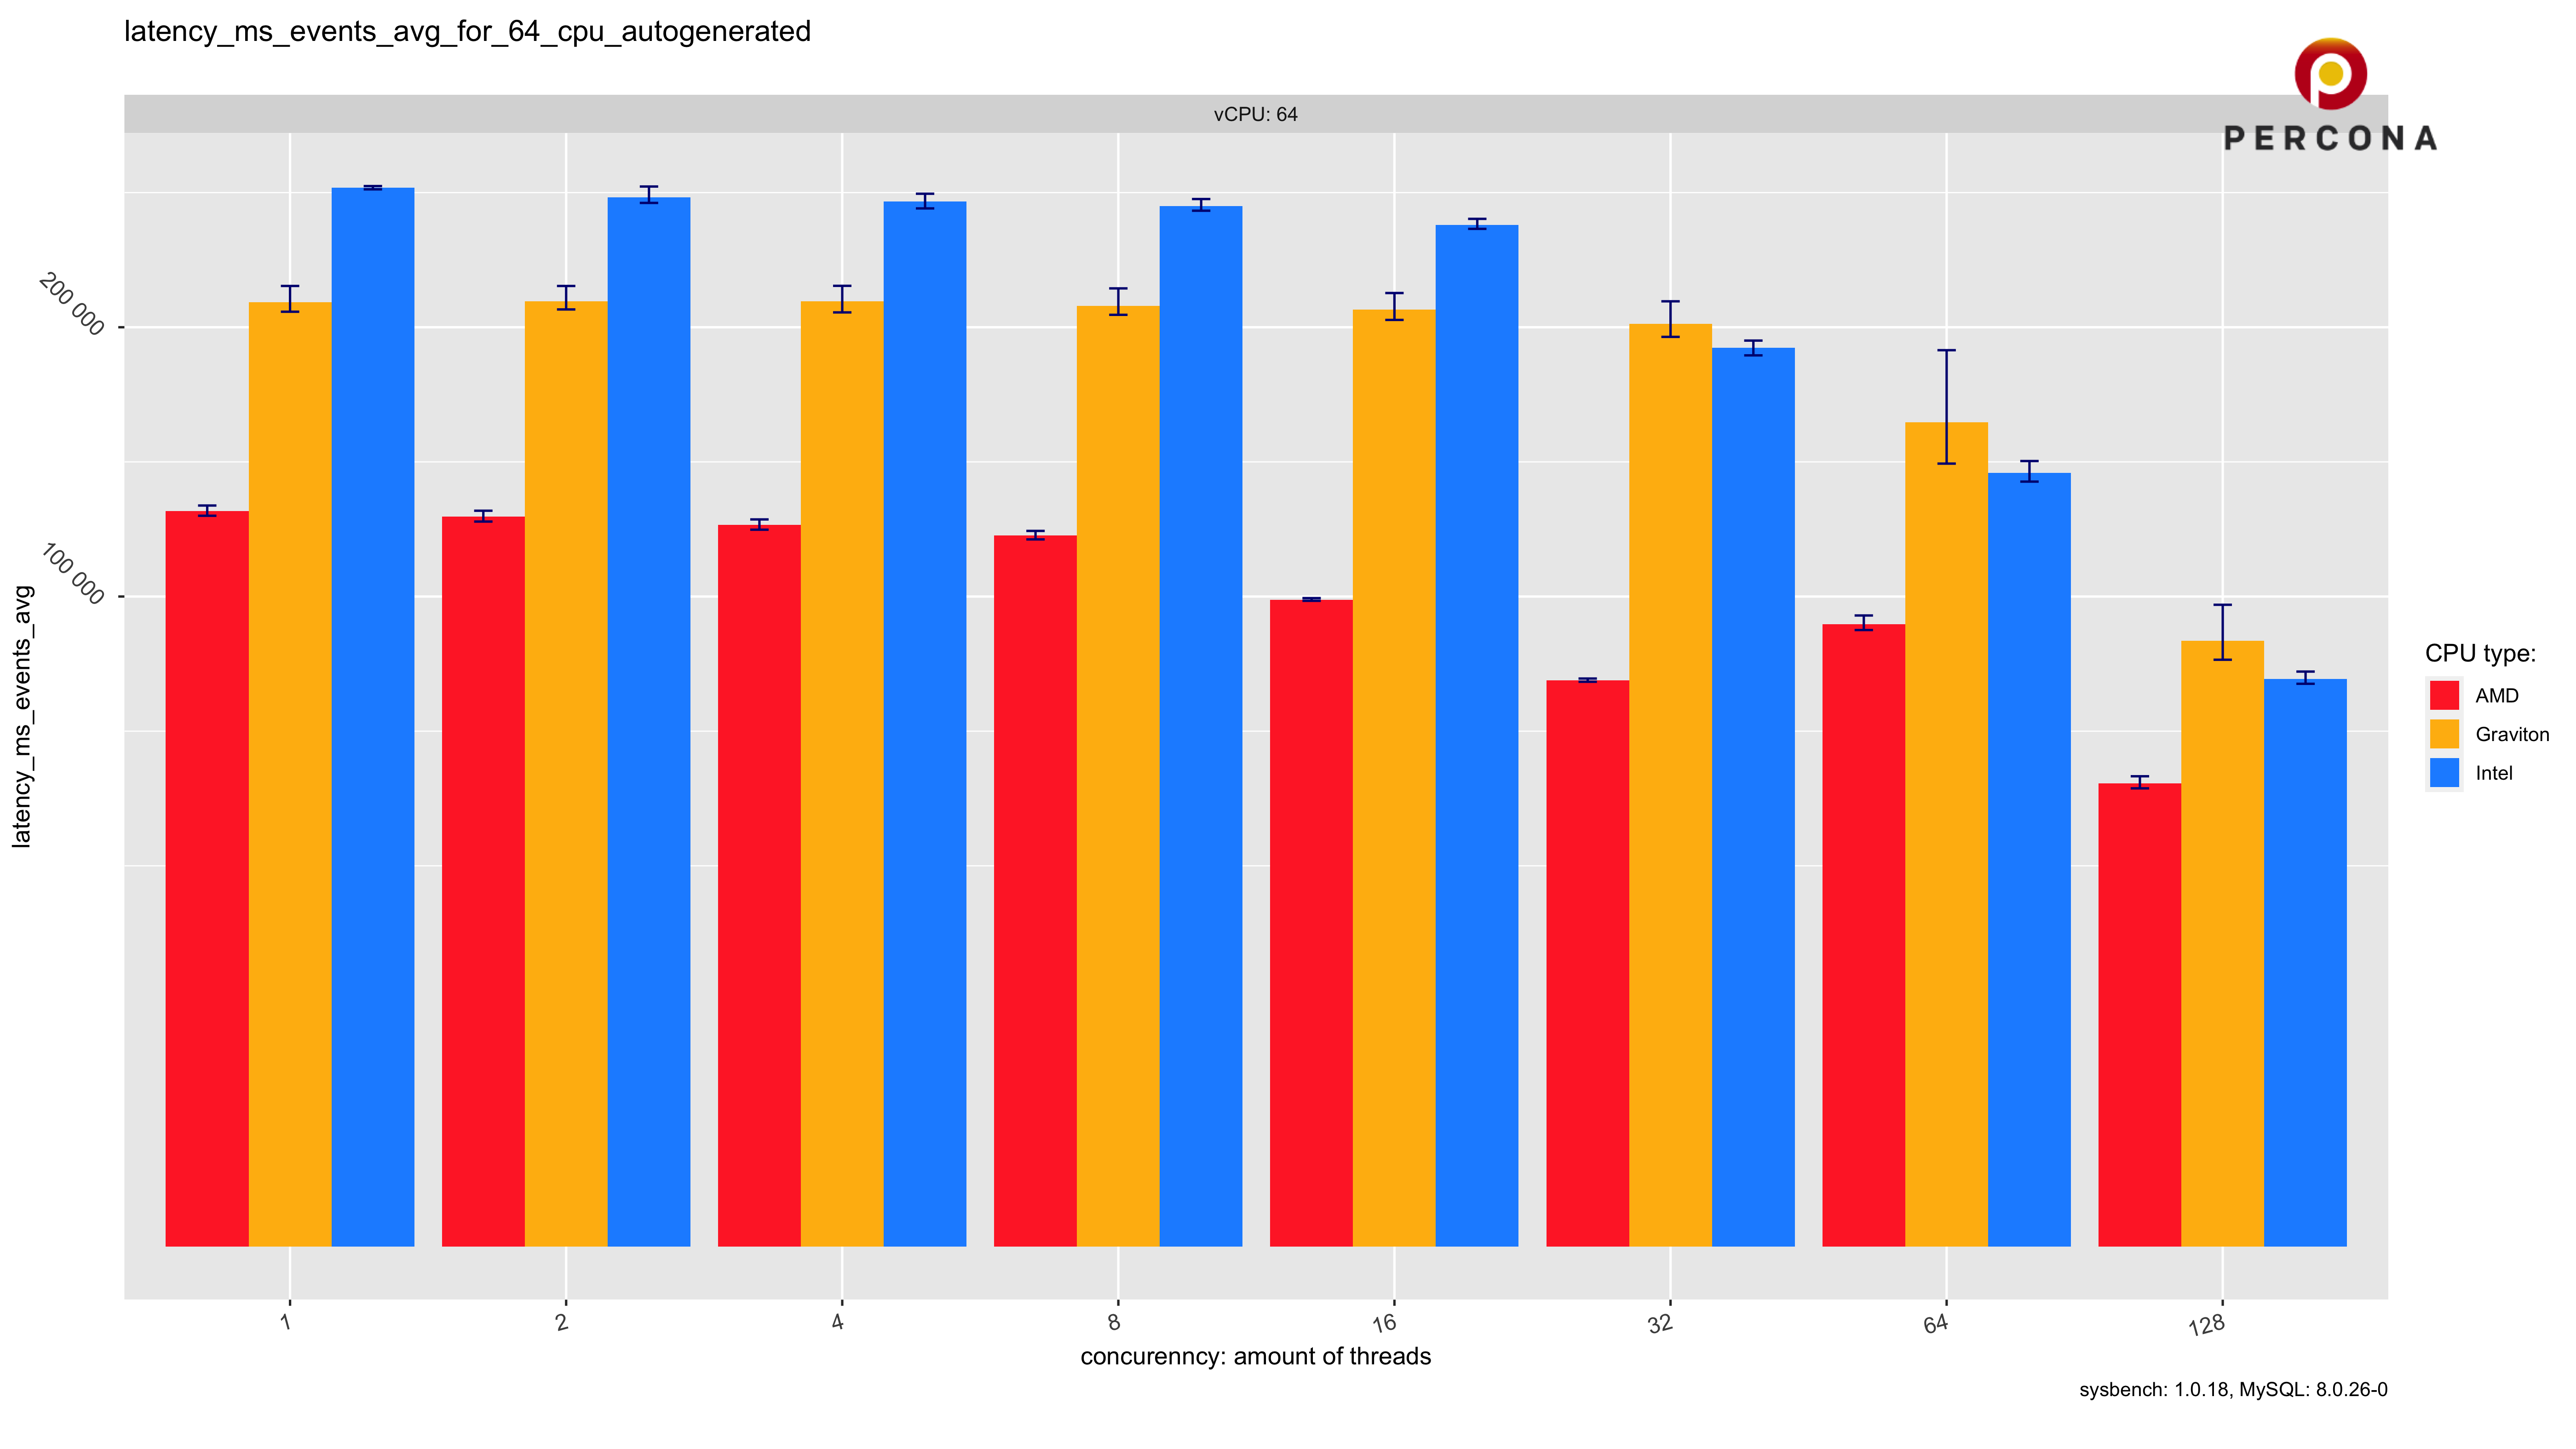 latency_ms_events_avg_for_64_cpu_autogenerated
PERCONA
vCPU: 64
latency_ms_events_avg
200 000
100 000
1
2
4
8
16
32
64
128
concurenncy: amount of threads
CPU type:
AMD
Graviton
Intel
sysbench: 1.0.18, MySQL: 8.0.26-0